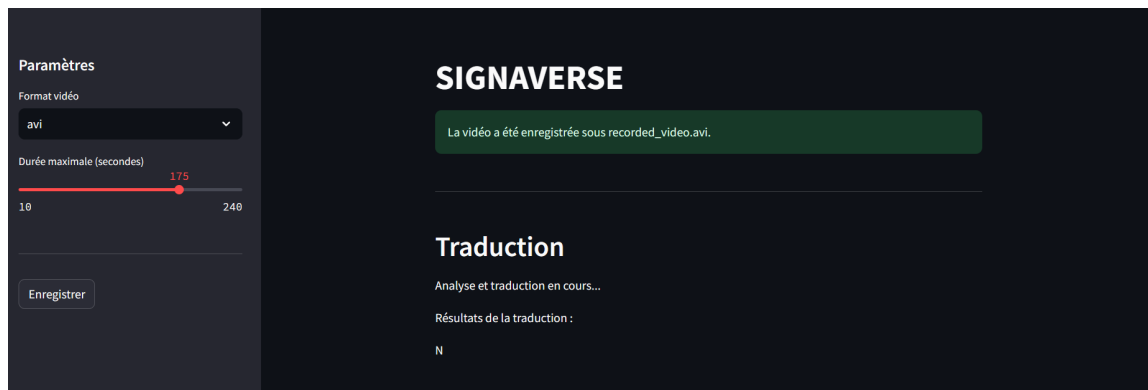 Paramètres
Format vidéo
avi
Durée maximale (secondes)
175
10 240
Enregistrer
SIGNAVERSE
La vidéo a été enregistrée sous recorded_video.avi.
Traduction
Analyse et traduction en cours...
Résultats de la traduction :
N